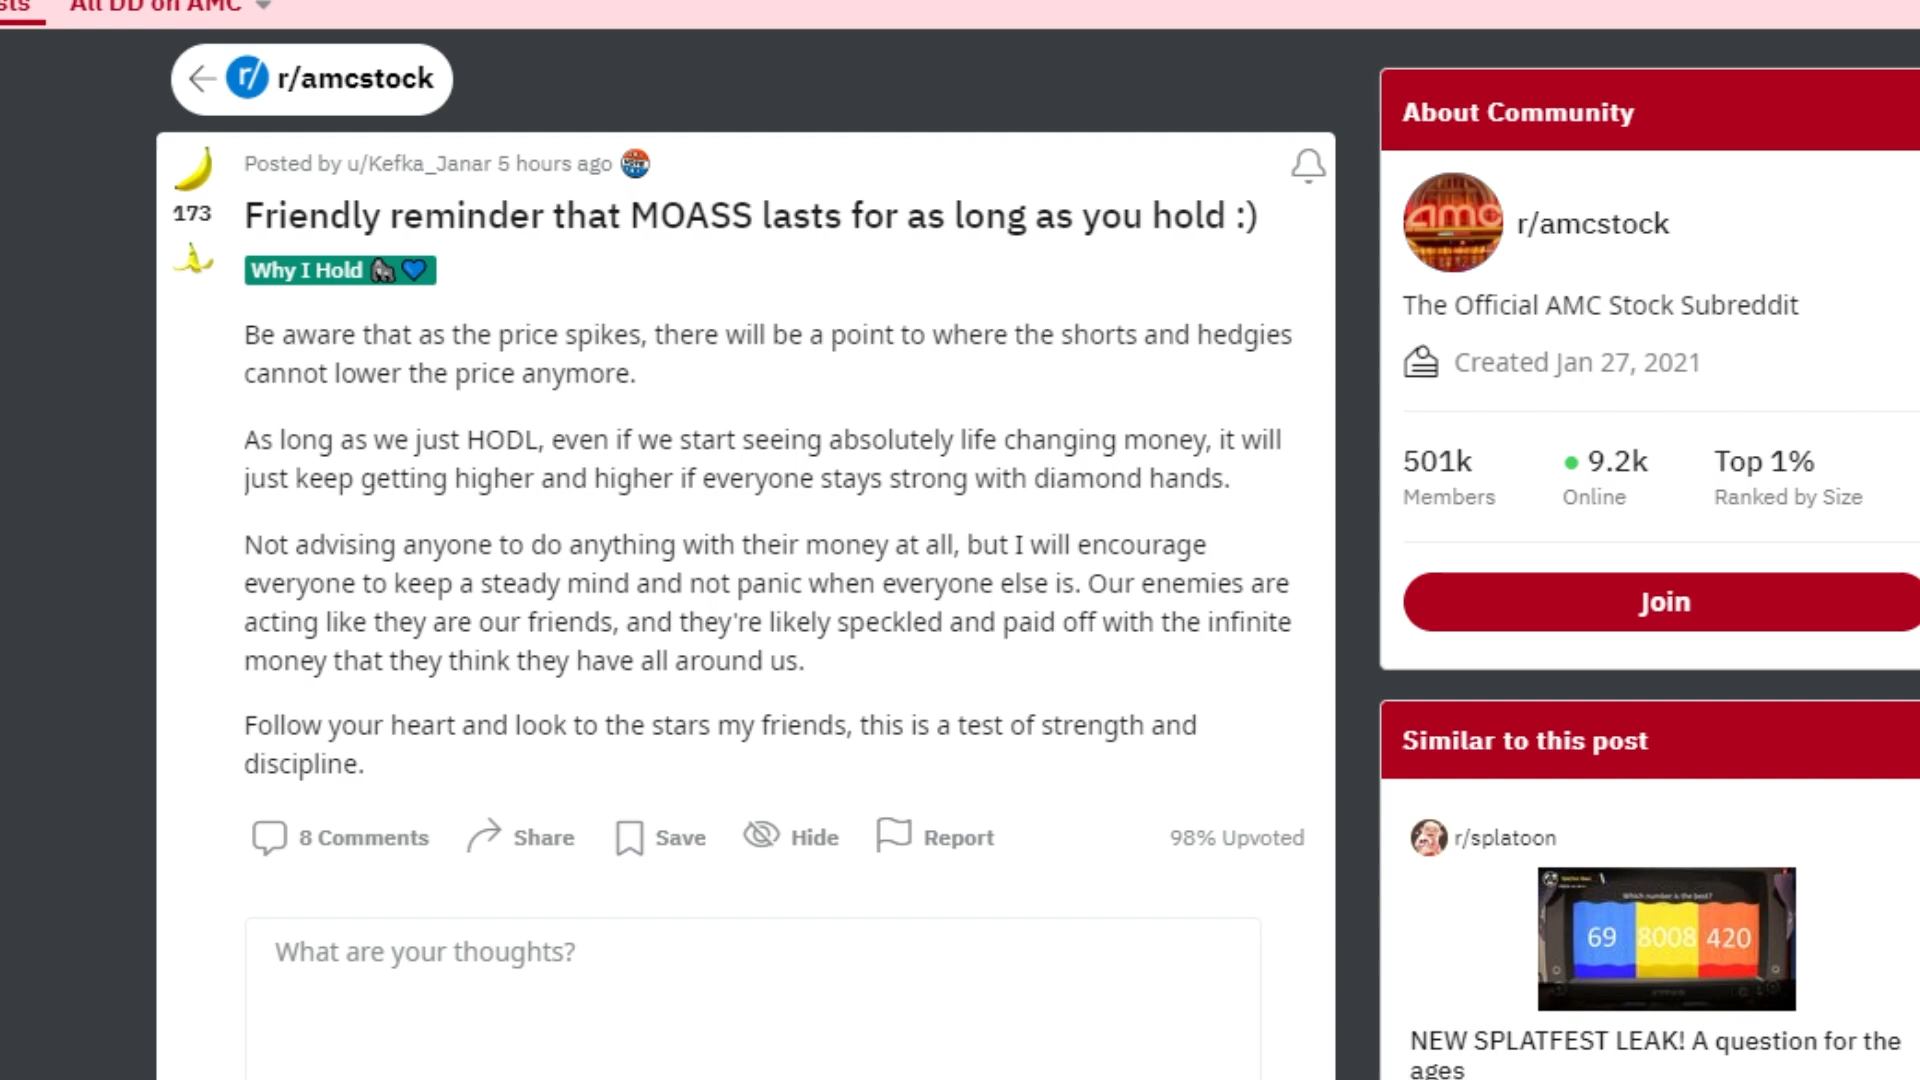 All DD on AMC
r/ r/amcstock
Posted by u/Kefka_Janar 5 hours ago
173
Friendly reminder that MOASS lasts for as long as you hold :)
Why I Hold 🦍💙
Be aware that as the price spikes, there will be a point to where the shorts and hedgies
cannot lower the price anymore.
As long as we just HODL, even if we start seeing absolutely life changing money, it will
just keep getting higher and higher if everyone stays strong with diamond hands.
Not advising anyone to do anything with their money at all, but I will encourage
everyone to keep a steady mind and not panic when everyone else is. Our enemies are
acting like they are our friends, and they're likely speckled and paid off with the infinite
money that they think they have all around us.
Follow your heart and look to the stars my friends, this is a test of strength and
discipline.
8 Comments Share Save Hide Report 98% Upvoted
What are your thoughts?
About Community
amc
r/amcstock
The Official AMC Stock Subreddit
Created Jan 27, 2021
501k 9.2k Top 1%
Members Online Ranked by Size
Join
Similar to this post
r/splatoon
Which number is the best?
69 8008 420
NEW SPLATFEST LEAK! A question for the
ages